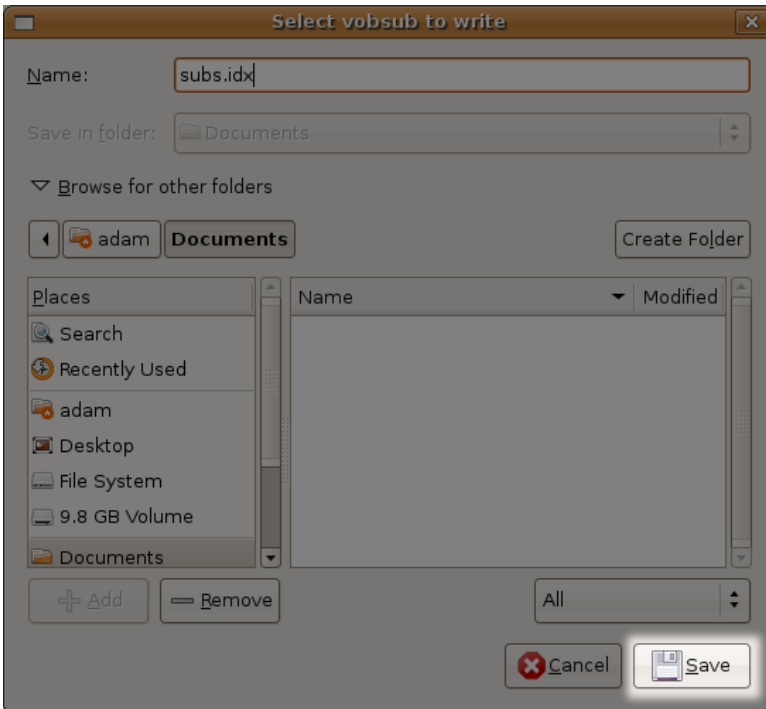 Select vobsub to write
Name: subs.idx
Save in folder: Documents
Browse for other folders
adam Documents Create Folder
Places Name Modified
Search
Recently Used
adam
Desktop
File System
9.8 GB Volume
Documents
Add Remove All
Cancel Save